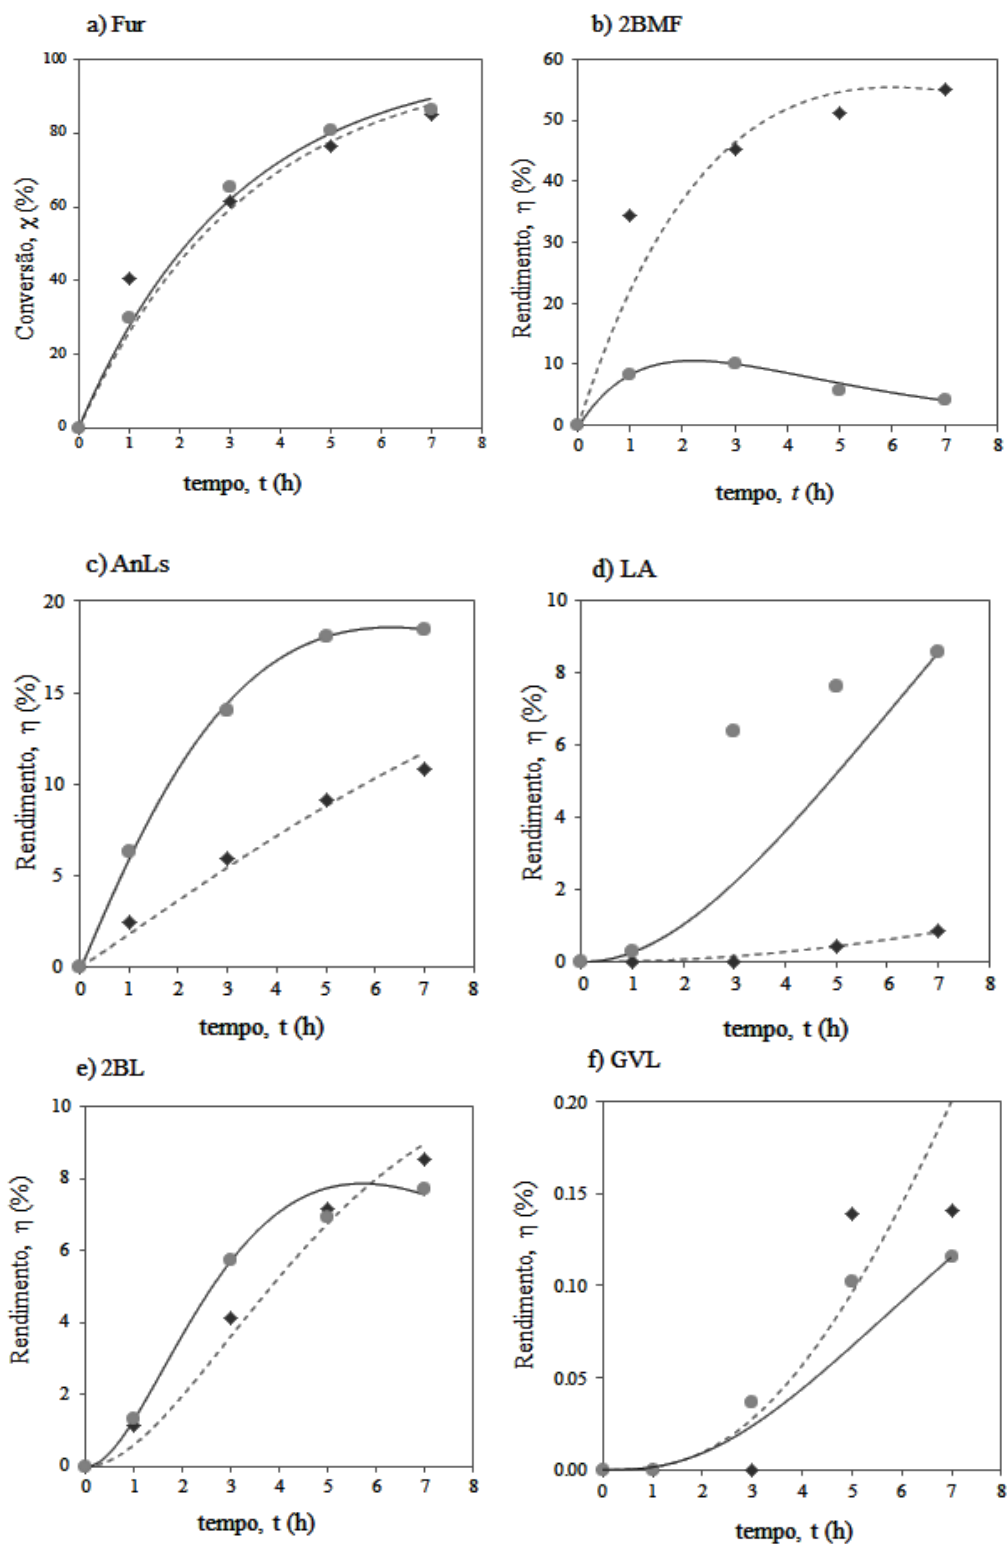 a) Fur
Conversão, χ (%)
100
80
60
40
20
0
0 1 2 3 4 5 6 7 8
tempo, t (h)
b) 2BMF
Rendimento, η (%)
60
50
40
30
20
10
0
0 1 2 3 4 5 6 7 8
tempo, t (h)
c) AnLs
Rendimento, η (%)
20
15
10
5
0
0 1 2 3 4 5 6 7 8
tempo, t (h)
d) LA
Rendimento, η (%)
10
8
6
4
2
0
0 1 2 3 4 5 6 7 8
tempo, t (h)
e) 2BL
Rendimento, η (%)
10
8
6
4
2
0
0 1 2 3 4 5 6 7 8
tempo, t (h)
f) GVL
Rendimento, η (%)
0.20
0.15
0.10
0.05
0.00
0 1 2 3 4 5 6 7 8
tempo, t (h)